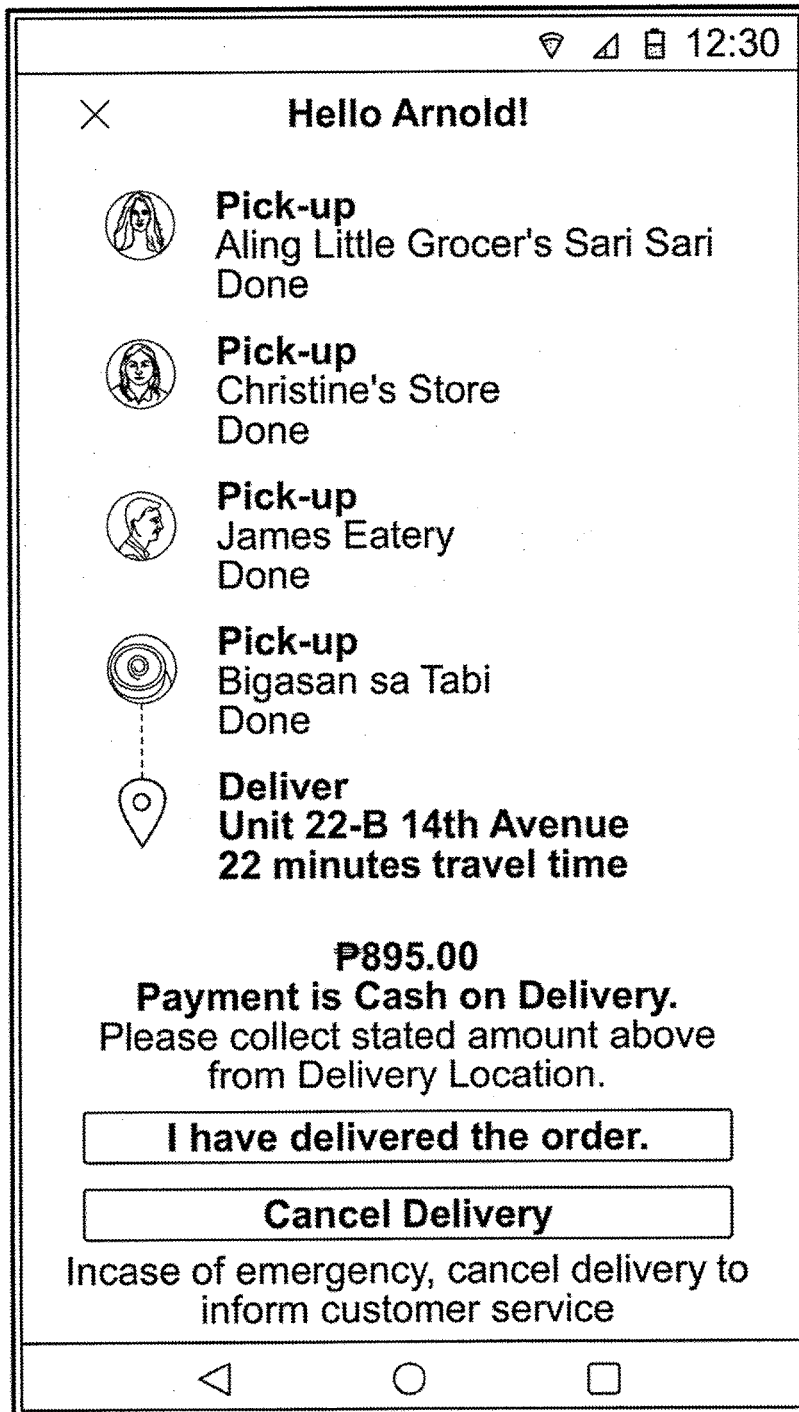 12:30
Hello Arnold!
Pick-up
Aling Little Grocer's Sari Sari
Done
Pick-up
Christine's Store
Done
Pick-up
James Eatery
Done
Pick-up
Bigasan sa Tabi
Done
Deliver
Unit 22-B 14th Avenue
22 minutes travel time
₱895.00
Payment is Cash on Delivery.
Please collect stated amount above
from Delivery Location.
I have delivered the order.
Cancel Delivery
Incase of emergency, cancel delivery to
inform customer service